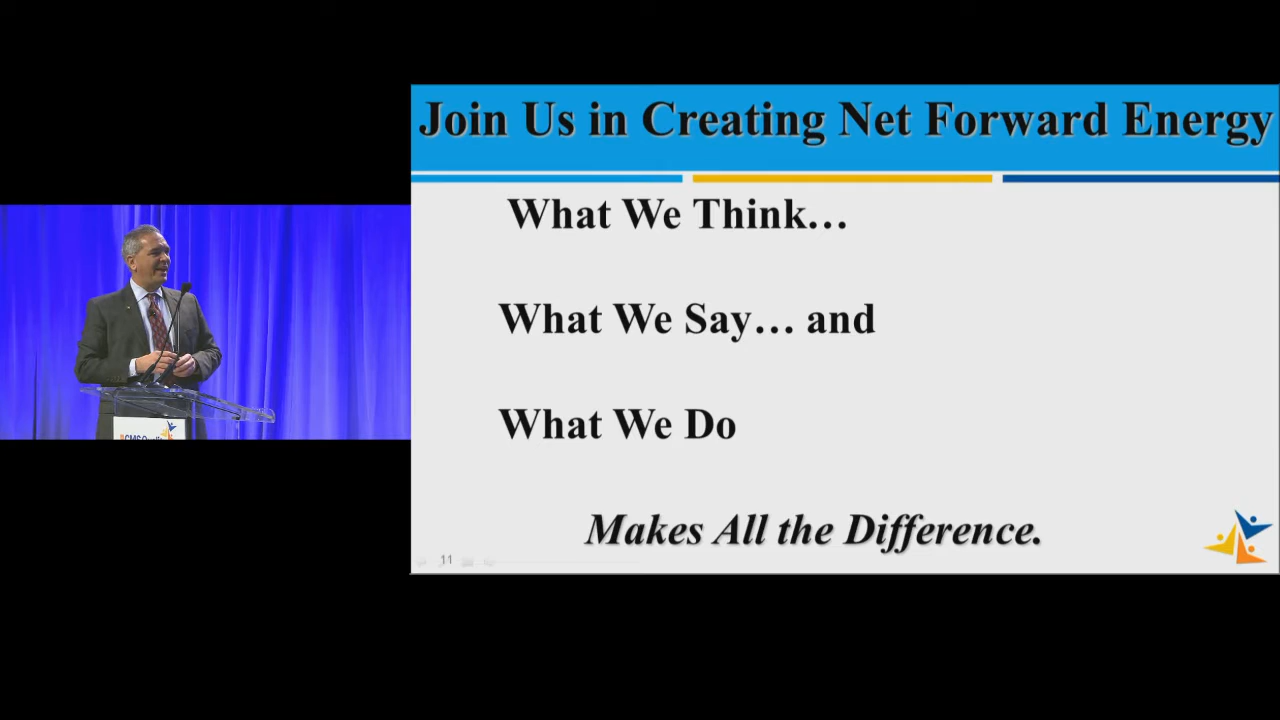 Join Us in Creating Net Forward Energy
What We Think…
What We Say… and
What We Do
Makes All the Difference.
11
CMS